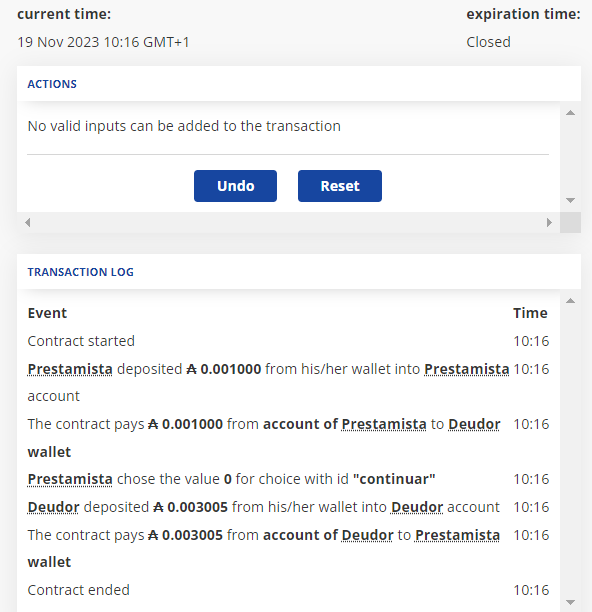 current time: expiration time:
19 Nov 2023 10:16 GMT+1 Closed
ACTIONS
No valid inputs can be added to the transaction
Undo Reset
TRANSACTION LOG
Event Time
Contract started 10:16
Prestamista deposited ₳ 0.001000 from his/her wallet into Prestamista 10:16
account
The contract pays ₳ 0.001000 from account of Prestamista to Deudor 10:16
wallet
Prestamista chose the value 0 for choice with id "continuar" 10:16
Deudor deposited ₳ 0.003005 from his/her wallet into Deudor account 10:16
The contract pays ₳ 0.003005 from account of Deudor to Prestamista 10:16
wallet
Contract ended 10:16